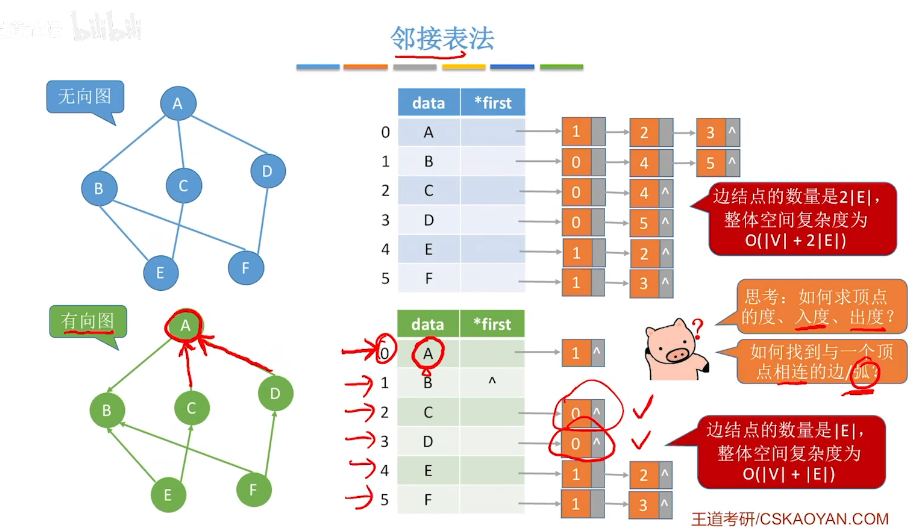 bilibili
邻接表法
无向图
A
B
C
D
E
F
data *first
0 A 1 2 3 ^
1 B 0 4 5 ^
2 C 0 4 ^
3 D 0 5 ^
4 E 1 2 ^
5 F 1 3 ^
边结点的数量是2|E|，
整体空间复杂度为
O(|V| + 2|E|)
思考：如何求顶点
的度、入度、出度？
如何找到与一个顶
点相连的边/弧？
?
有向图
A
B
C
D
E
F
data *first
0 A 1 ^
1 B ^
2 C 0 ^
3 D 0 ^
4 E 1 2 ^
5 F 1 3 ^
边结点的数量是|E|，
整体空间复杂度为
O(|V| + |E|)
王道考研/CSKAOYAN.COM